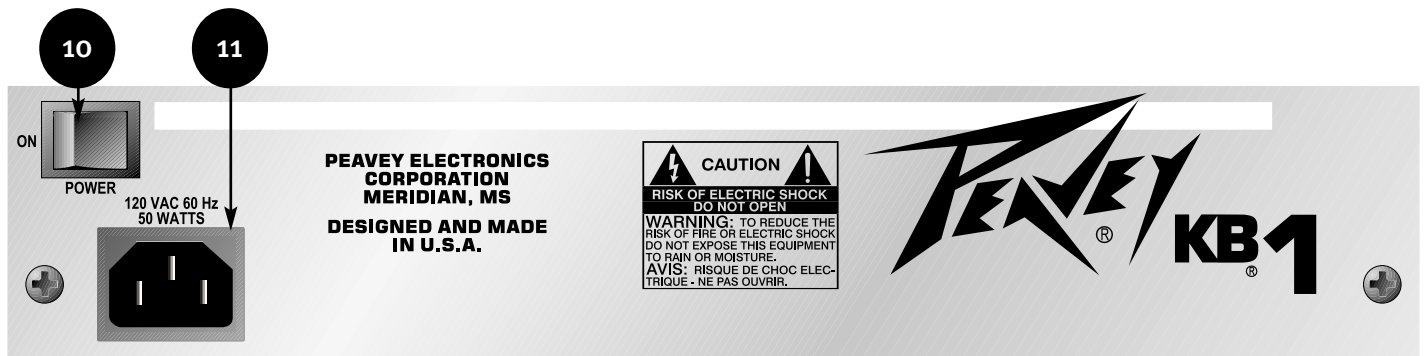 10
11
ON
POWER
120 VAC 60 Hz
50 WATTS
PEAVEY ELECTRONICS
CORPORATION
MERIDIAN, MS
DESIGNED AND MADE
IN U.S.A.
CAUTION
RISK OF ELECTRIC SHOCK
DO NOT OPEN
WARNING: TO REDUCE THE
RISK OF FIRE OR ELECTRIC SHOCK
DO NOT EXPOSE THIS EQUIPMENT
TO RAIN OR MOISTURE.
AVIS: RISQUE DE CHOC ELEC-
TRIQUE - NE PAS OUVRIR.
PEAVEY ®
KB ® 1